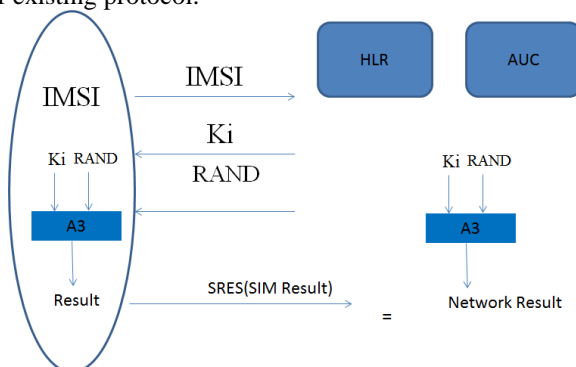 r existing protocol.
HLR
AUC
IMSI
IMSI
Ki
RAND
Ki RAND
A3
Result
SRES(SIM Result)
=
Ki RAND
A3
Network Result